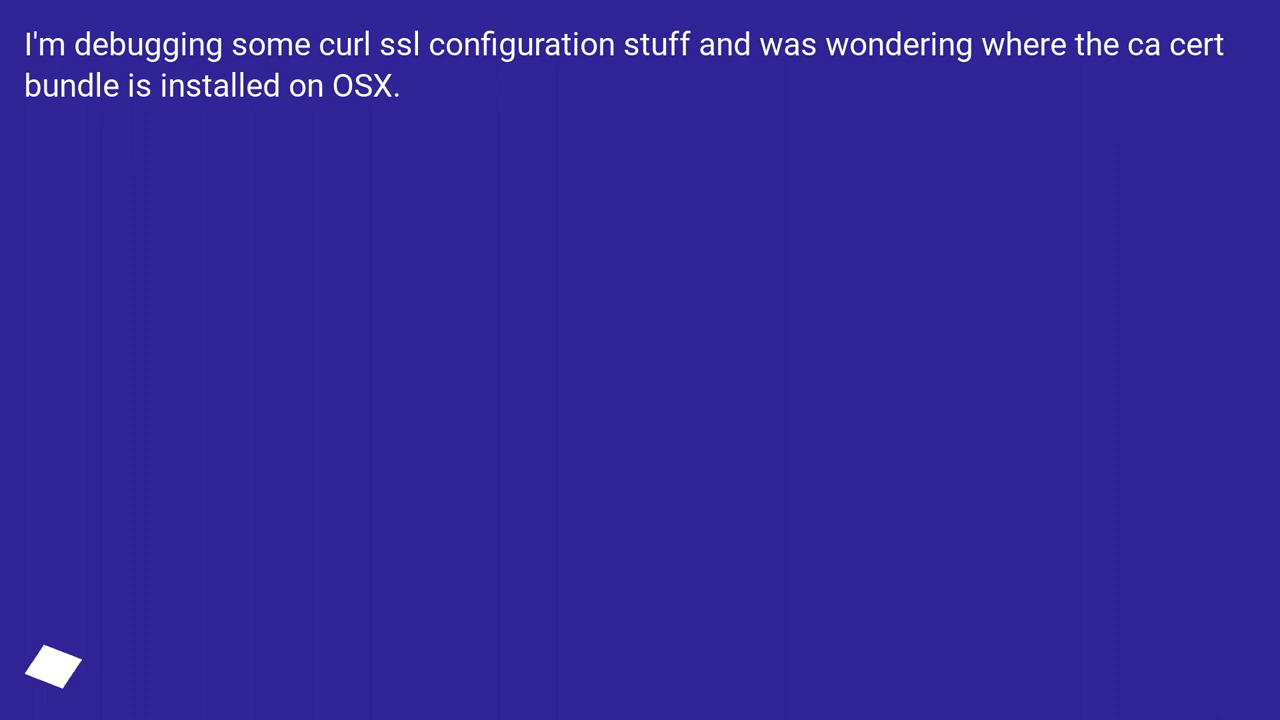 I'm debugging some curl ssl configuration stuff and was wondering where the ca cert
bundle is installed on OSX.